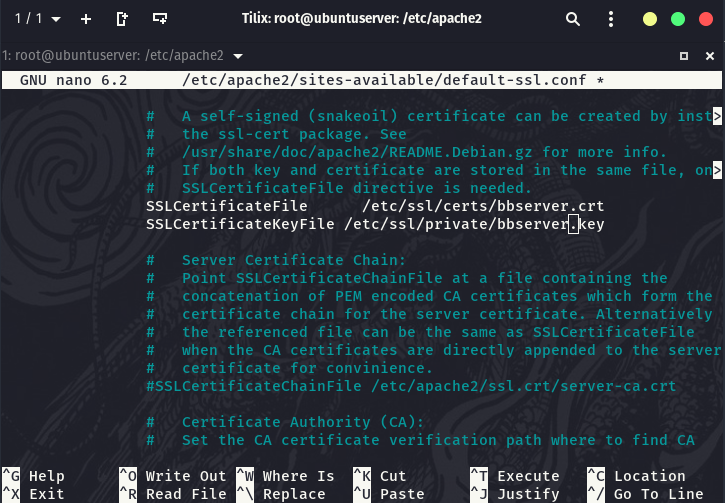 1 / 1
Tilix: root@ubuntuserver: /etc/apache2
1: root@ubuntuserver: /etc/apache2
GNU nano 6.2 /etc/apache2/sites-available/default-ssl.conf *
# A self-signed (snakeoil) certificate can be created by inst>
# the ssl-cert package. See
# /usr/share/doc/apache2/README.Debian.gz for more info.
# If both key and certificate are stored in the same file, on>
# SSLCertificateFile directive is needed.
SSLCertificateFile /etc/ssl/certs/bbserver.crt
SSLCertificateKeyFile /etc/ssl/private/bbserver.key
# Server Certificate Chain:
# Point SSLCertificateChainFile at a file containing the
# concatenation of PEM encoded CA certificates which form the
# certificate chain for the server certificate. Alternatively
# the referenced file can be the same as SSLCertificateFile
# when the CA certificates are directly appended to the server
# certificate for convinience.
#SSLCertificateChainFile /etc/apache2/ssl.crt/server-ca.crt
# Certificate Authority (CA):
# Set the CA certificate verification path where to find CA
^G Help ^O Write Out ^W Where Is ^K Cut ^T Execute ^C Location
^X Exit ^R Read File ^\ Replace ^U Paste ^J Justify ^/ Go To Line